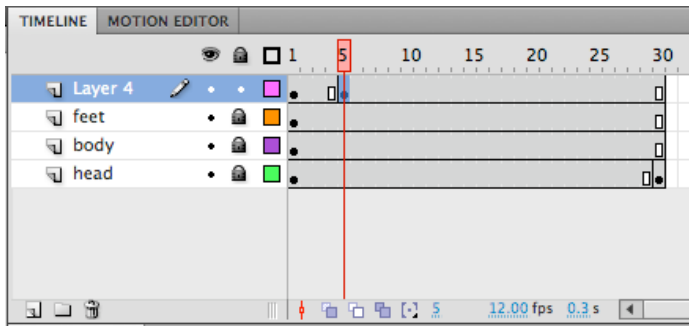 TIMELINE MOTION EDITOR
1 5 10 15 20 25 30
Layer 4
feet
body
head
5 12.00 fps 0.3 s